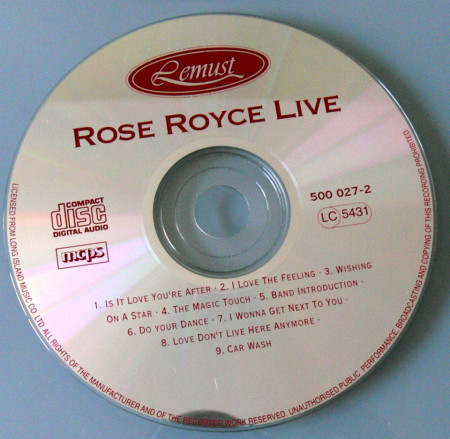 Lemust
ROSE ROYCE LIVE
COMPACT
disc
DIGITAL AUDIO
mcps
500 027-2
LC 5431
1. IS IT LOVE YOU'RE AFTER · 2. I LOVE THE FEELING · 3. WISHING
ON A STAR · 4. THE MAGIC TOUCH · 5. BAND INTRODUCTION ·
6. DO YOUR DANCE · 7. I WONNA GET NEXT TO YOU ·
8. LOVE DON'T LIVE HERE ANYMORE ·
9. CAR WASH
LICENSED FROM LONG ISLAND MUSIC CO. LTD. ALL RIGHTS OF THE MANUFACTURER AND OF THE RECORDED WORK RESERVED. UNAUTHORISED PUBLIC PERFORMANCE, BROADCASTING AND COPYING OF THIS RECORDING PROHIBITED.